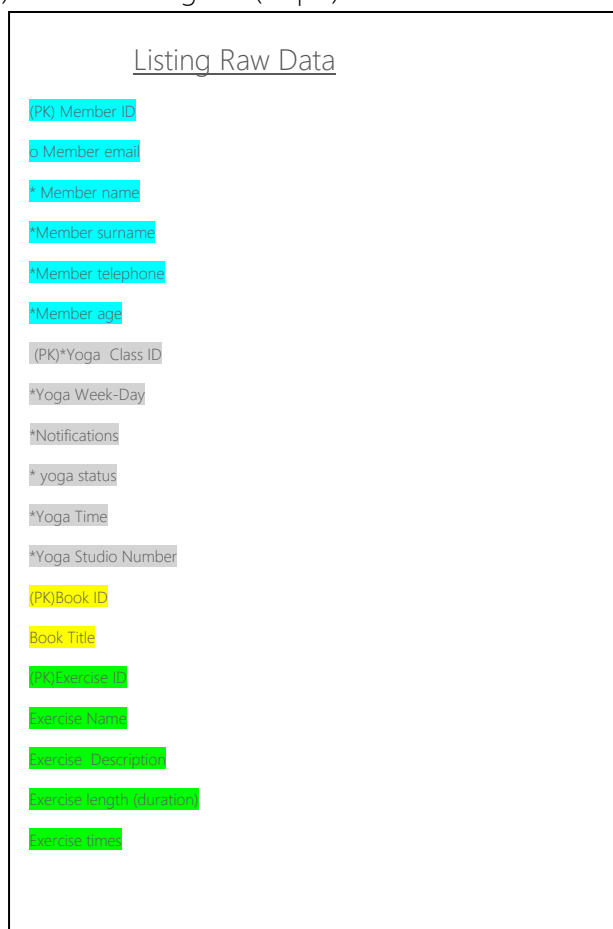 Listing Raw Data
(PK) Member ID
o Member email
* Member name
*Member surname
*Member telephone
*Member age
(PK)*Yoga  Class ID
*Yoga Week-Day
*Notifications
* yoga status
*Yoga Time
*Yoga Studio Number
(PK)Book ID
Book Title
(PK)Exercise ID
Exercise Name
Exercise  Description
Exercise length (duration)
Exercise times